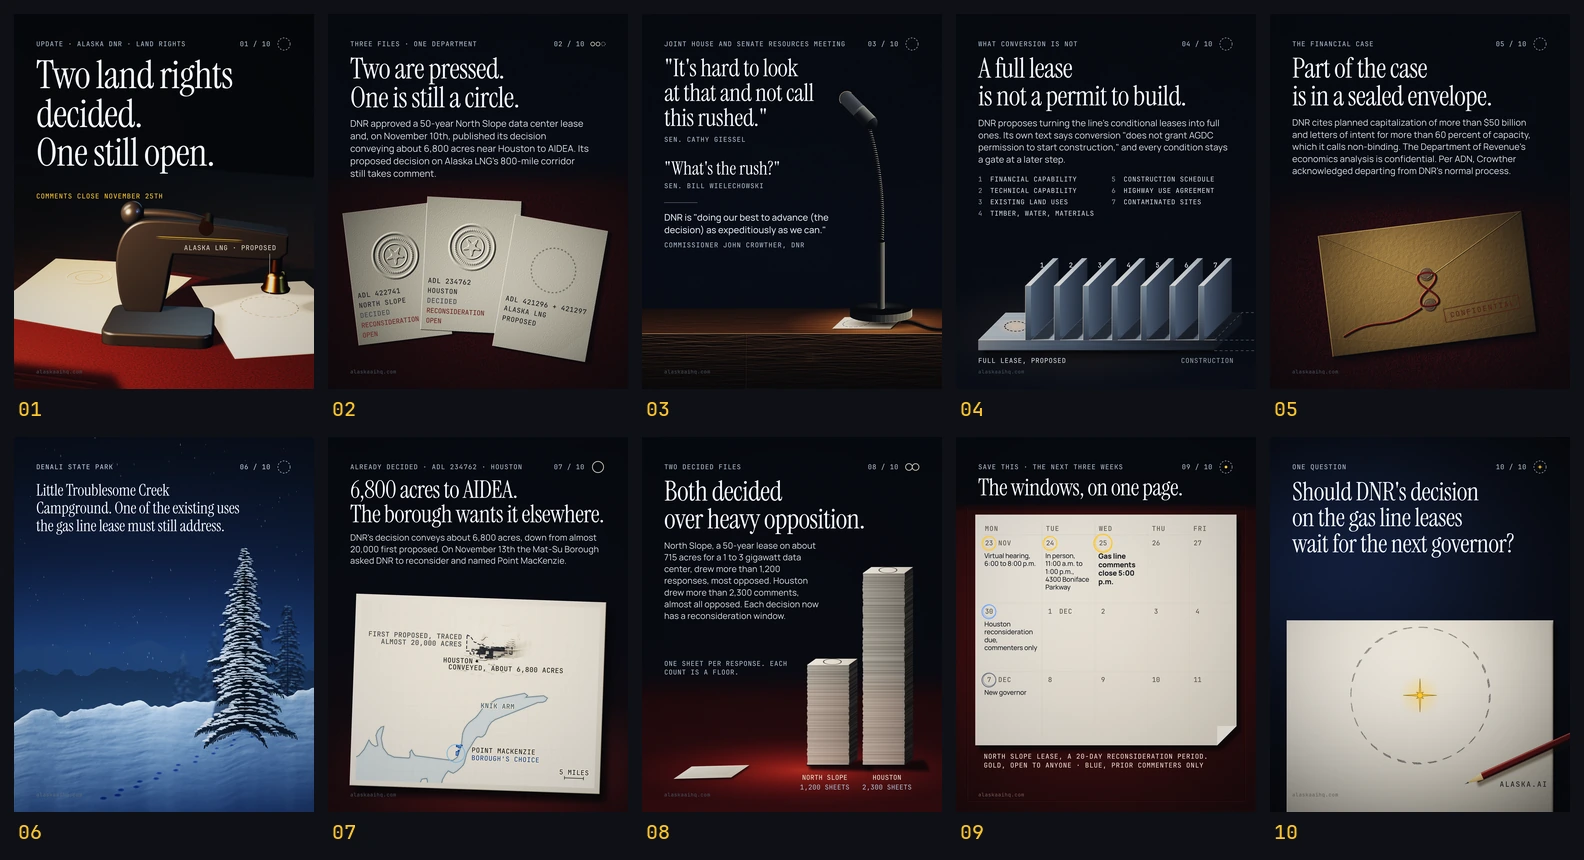 UPDATE · ALASKA DNR · LAND RIGHTS
01 / 10
Two land rights
decided.
One still open.
COMMENTS CLOSE NOVEMBER 25TH
ALASKA LNG · PROPOSED
alaskaaihq.com
01
THREE FILES · ONE DEPARTMENT
02 / 10
Two are pressed.
One is still a circle.
DNR approved a 50-year North Slope data center lease
and, on November 10th, published its decision
conveying about 6,800 acres near Houston to AIDEA. Its
proposed decision on Alaska LNG's 800-mile corridor
still takes comment.
ADL 422741
NORTH SLOPE
DECIDED
RECONSIDERATION
OPEN
ADL 234762
HOUSTON
DECIDED
RECONSIDERATION
OPEN
ADL 421296 + 421297
ALASKA LNG
PROPOSED
alaskaaihq.com
02
JOINT HOUSE AND SENATE RESOURCES MEETING
03 / 10
"It's hard to look
at that and not call
this rushed."
SEN. CATHY GIESSEL
"What's the rush?"
SEN. BILL WIELECHOWSKI
DNR is "doing our best to advance (the
decision) as expeditiously as we can."
COMMISSIONER JOHN CROWTHER, DNR
alaskaaihq.com
03
WHAT CONVERSION IS NOT
04 / 10
A full lease
is not a permit to build.
DNR proposes turning the line's conditional leases into full
ones. Its own text says conversion "does not grant AGDC
permission to start construction," and every condition stays
a gate at a later step.
1 FINANCIAL CAPABILITY
2 TECHNICAL CAPABILITY
3 EXISTING LAND USES
4 TIMBER, WATER, MATERIALS
5 CONSTRUCTION SCHEDULE
6 HIGHWAY USE AGREEMENT
7 CONTAMINATED SITES
1 2 3 4 5 6 7
FULL LEASE, PROPOSED
CONSTRUCTION
alaskaaihq.com
04
THE FINANCIAL CASE
05 / 10
Part of the case
is in a sealed envelope.
DNR cites planned capitalization of more than $50 billion
and letters of intent for more than 60 percent of capacity,
which it calls non-binding. The Department of Revenue's
economics analysis is confidential. Per ADN, Crowther
acknowledged departing from DNR's normal process.
CONFIDENTIAL
alaskaaihq.com
05
DENALI STATE PARK
06 / 10
Little Troublesome Creek
Campground. One of the existing uses
the gas line lease must still address.
alaskaaihq.com
06
ALREADY DECIDED · ADL 234762 · HOUSTON
07 / 10
6,800 acres to AIDEA.
The borough wants it elsewhere.
DNR's decision conveys about 6,800 acres, down from almost
20,000 first proposed. On November 13th the Mat-Su Borough
asked DNR to reconsider and named Point MacKenzie.
FIRST PROPOSED, TRACED
ALMOST 20,000 ACRES
HOUSTON
CONVEYED, ABOUT 6,800 ACRES
KNIK ARM
POINT MACKENZIE
BOROUGH'S CHOICE
5 MILES
alaskaaihq.com
07
TWO DECIDED FILES
08 / 10
Both decided
over heavy opposition.
North Slope, a 50-year lease on about
715 acres for a 1 to 3 gigawatt data
center, drew more than 1,200
responses, most opposed. Houston
drew more than 2,300 comments,
almost all opposed. Each decision now
has a reconsideration window.
ONE SHEET PER RESPONSE. EACH
COUNT IS A FLOOR.
NORTH SLOPE
1,200 SHEETS
HOUSTON
2,300 SHEETS
alaskaaihq.com
08
SAVE THIS · THE NEXT THREE WEEKS
09 / 10
The windows, on one page.
MON TUE WED THU FRI
23 NOV 24 25 26 27
Virtual hearing,
6:00 to 8:00 p.m.
In person,
11:00 a.m. to
1:00 p.m.,
4300 Boniface
Parkway
Gas line
comments
close 5:00
p.m.
30 1 DEC 2 3 4
Houston
reconsideration
due,
commenters only
7 DEC 8 9 10 11
New governor
NORTH SLOPE LEASE, A 20-DAY RECONSIDERATION PERIOD.
GOLD, OPEN TO ANYONE · BLUE, PRIOR COMMENTERS ONLY
alaskaaihq.com
09
ONE QUESTION
10 / 10
Should DNR's decision
on the gas line leases
wait for the next governor?
ALASKA.AI
10